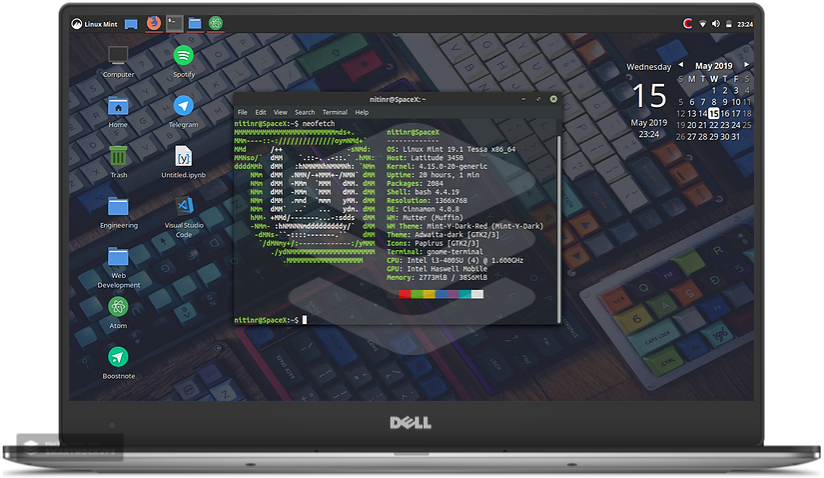 Linux Mint
23:24
Computer
Spotify
Home
Telegram
Trash
Untitled.ipynb
Engineering
Visual Studio
Code
Web
Development
Atom
Boostnote
Wednesday
15
May 2019
23:24
May 2019
S M T W T F S
1 2 3 4
5 6 7 8 9 10 11
12 13 14 15 16 17 18
19 20 21 22 23 24 25
26 27 28 29 30 31
nitinr@SpaceX: ~
File Edit View Search Terminal Help
nitinr@SpaceX:~$ neofetch
nitinr@SpaceX
-------------
OS: Linux Mint 19.1 Tessa x86_64
Host: Latitude 3450
Kernel: 4.15.0-20-generic
Uptime: 20 hours, 1 min
Packages: 2084
Shell: bash 4.4.19
Resolution: 1366x768
DE: Cinnamon 4.0.8
WM: Mutter (Muffin)
WM Theme: Mint-Y-Dark-Red (Mint-Y-Dark)
Theme: Adwaita-dark [GTK2/3]
Icons: Papirus [GTK2/3]
Terminal: gnome-terminal
CPU: Intel i3-4005U (4) @ 1.600GHz
GPU: Intel Haswell Mobile
Memory: 2773MiB / 3856MiB
nitinr@SpaceX:~$
DELL